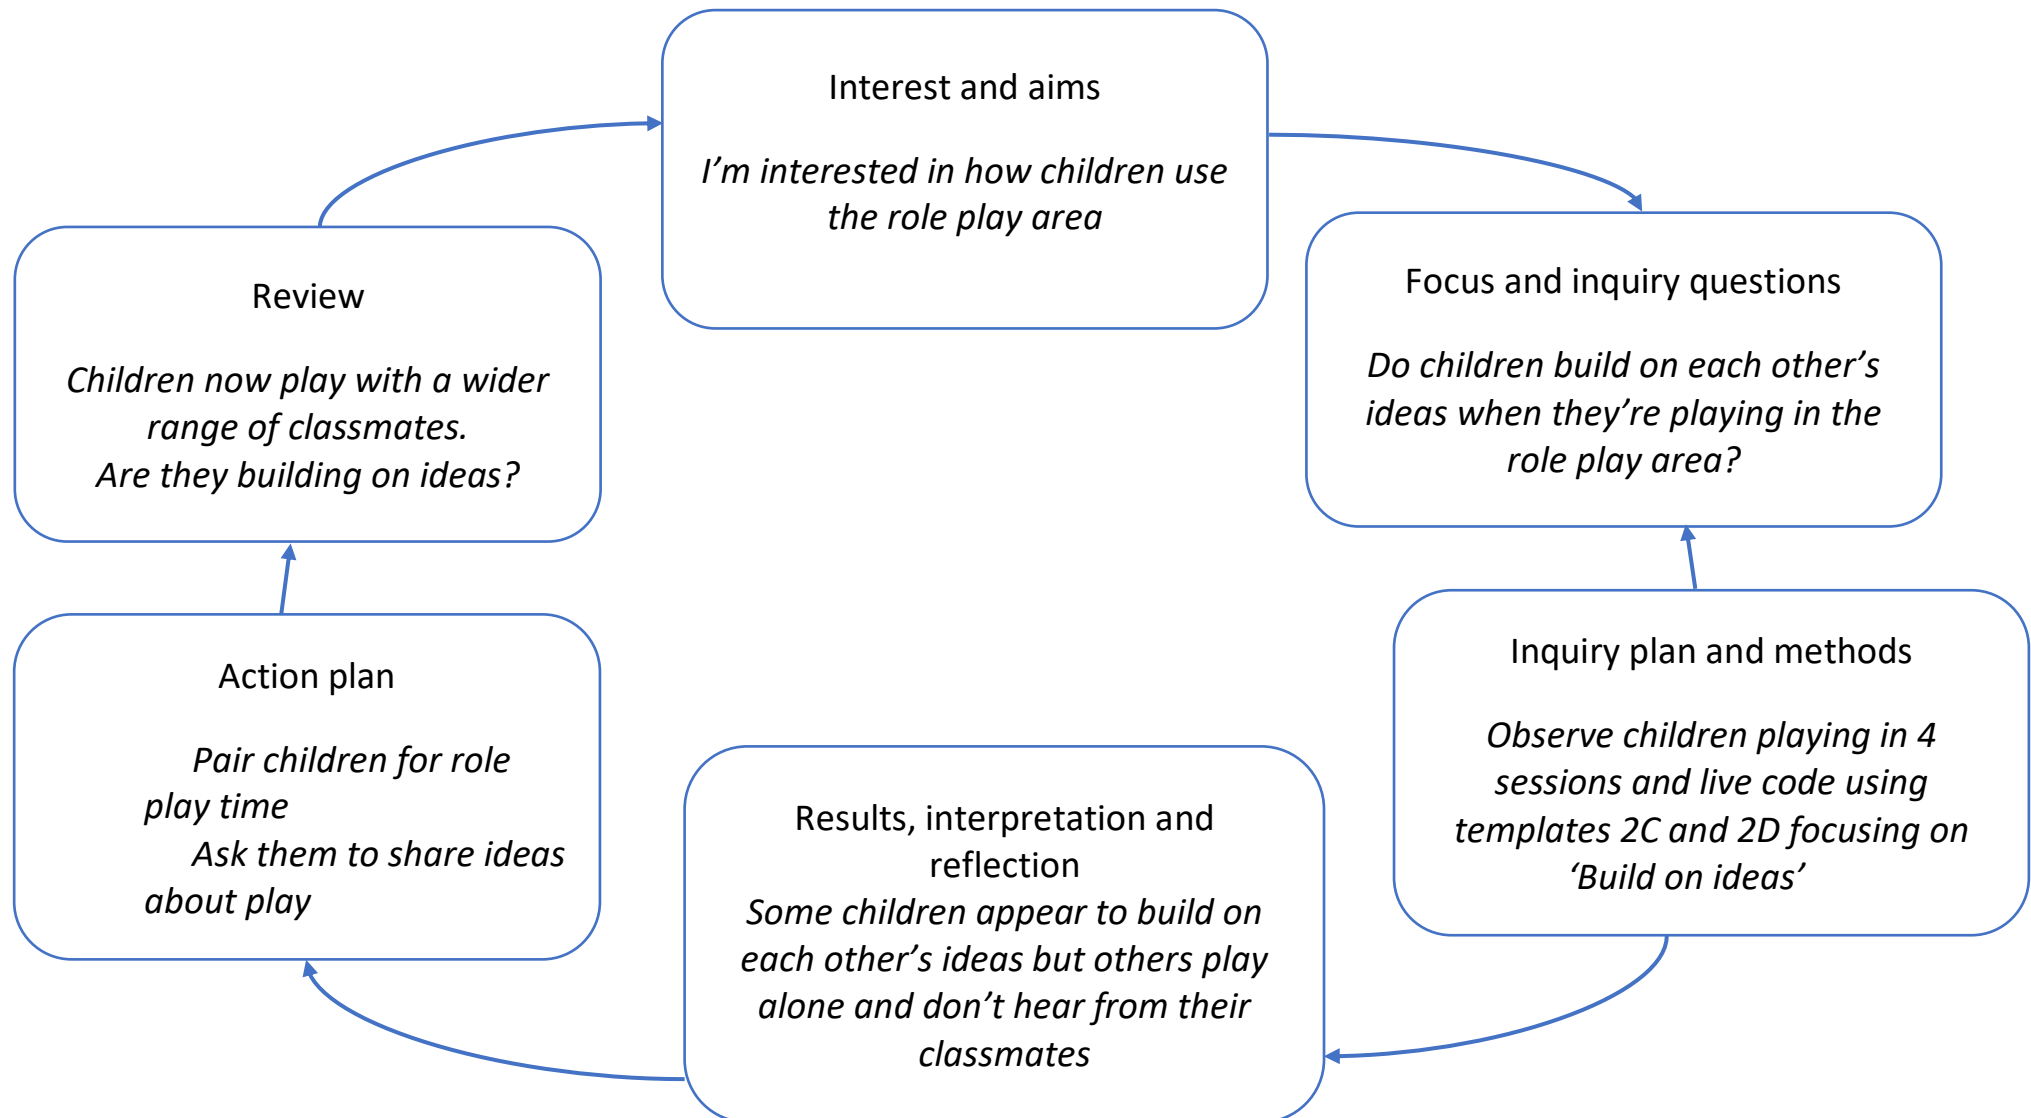 Interest and aims
I’m interested in how children use
the role play area
Focus and inquiry questions
Do children build on each other’s
ideas when they’re playing in the
role play area?
Inquiry plan and methods
Observe children playing in 4
sessions and live code using
templates 2C and 2D focusing on
‘Build on ideas’
Results, interpretation and
reflection
Some children appear to build on
each other’s ideas but others play
alone and don’t hear from their
classmates
Action plan
Pair children for role
play time
Ask them to share ideas
about play
Review
Children now play with a wider
range of classmates.
Are they building on ideas?